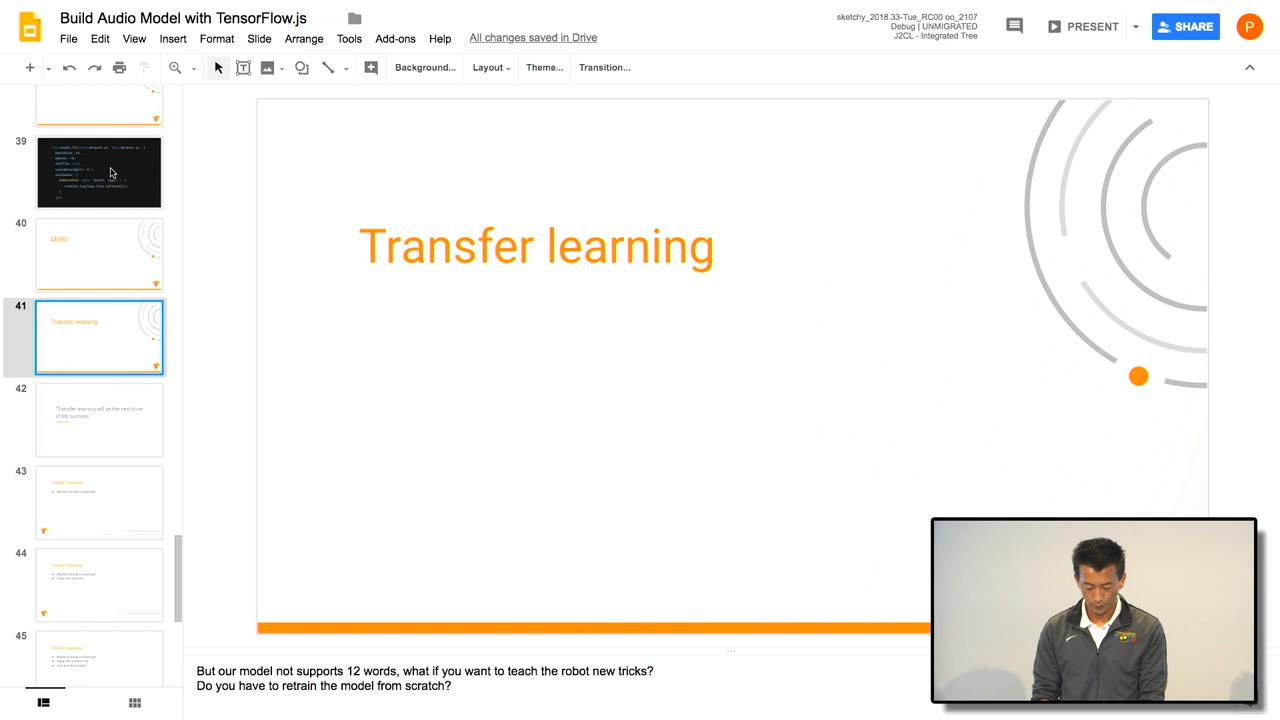 Build Audio Model with TensorFlow.js
File Edit View Insert Format Slide Arrange Tools Add-ons Help All changes saved in Drive
sketchy_2018.33-Tue_RC00 oo_2107
Debug | UNMIGRATED
J2CL - Integrated Tree
PRESENT
SHARE
P
Background... Layout Theme... Transition...
39
40
DEMO
41
Transfer learning
42
"Transfer learning will be the next driver
of ML success"
43
Transfer learning
44
Transfer learning
45
Transfer learning
Transfer learning
But our model not supports 12 words, what if you want to teach the robot new tricks?
Do you have to retrain the model from scratch?